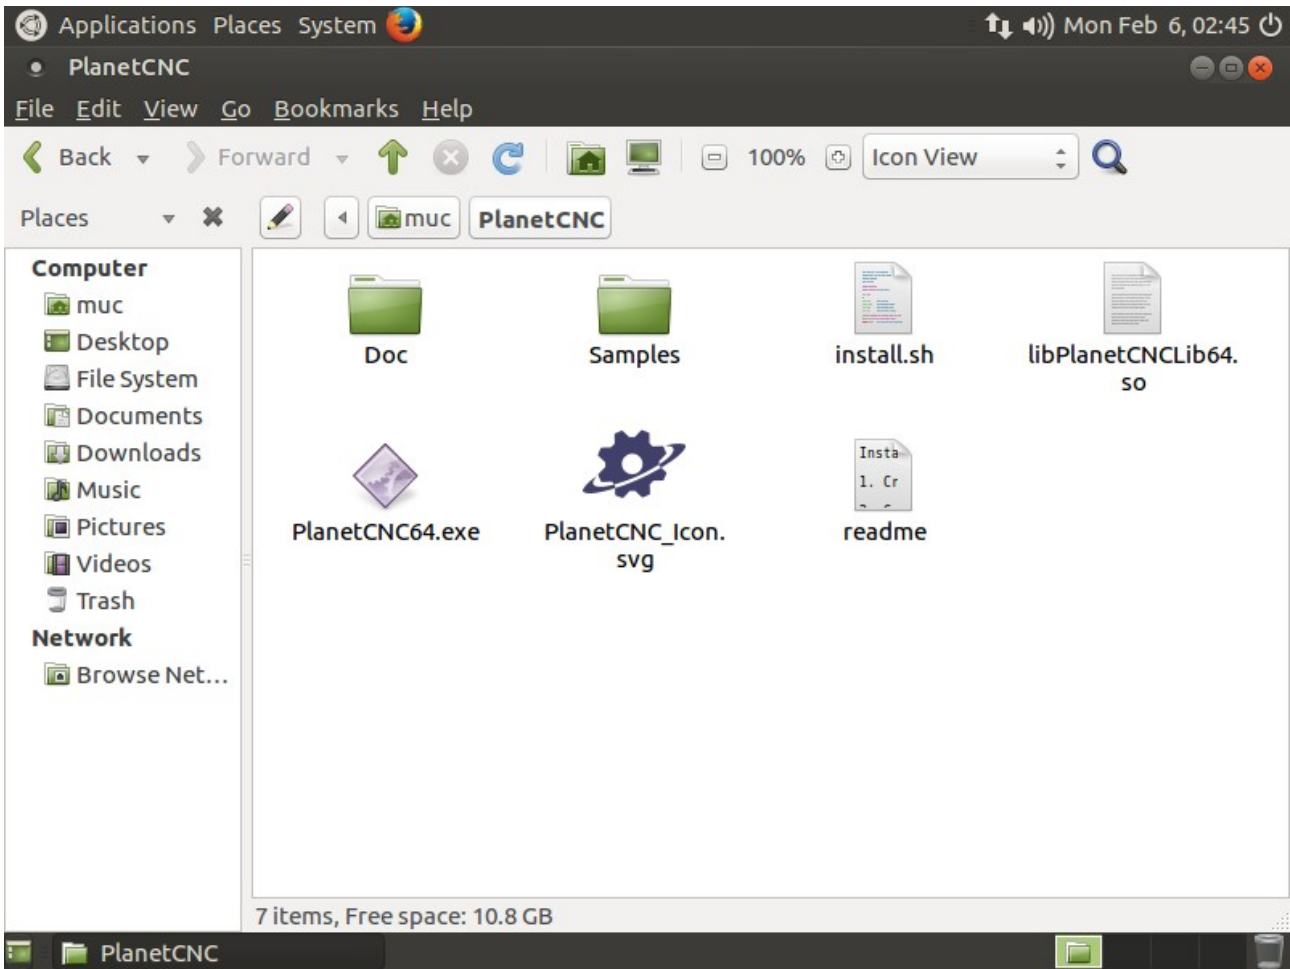 Applications Places System Mon Feb 6, 02:45
PlanetCNC
File Edit View Go Bookmarks Help
Back Forward 100% Icon View
Places muc PlanetCNC
Computer
muc
Desktop
File System
Documents
Downloads
Music
Pictures
Videos
Trash
Network
Browse Net...
Doc Samples install.sh libPlanetCNCLib64.
so
Insta
1. Cr
PlanetCNC64.exe PlanetCNC_Icon. readme
svg
7 items, Free space: 10.8 GB
PlanetCNC